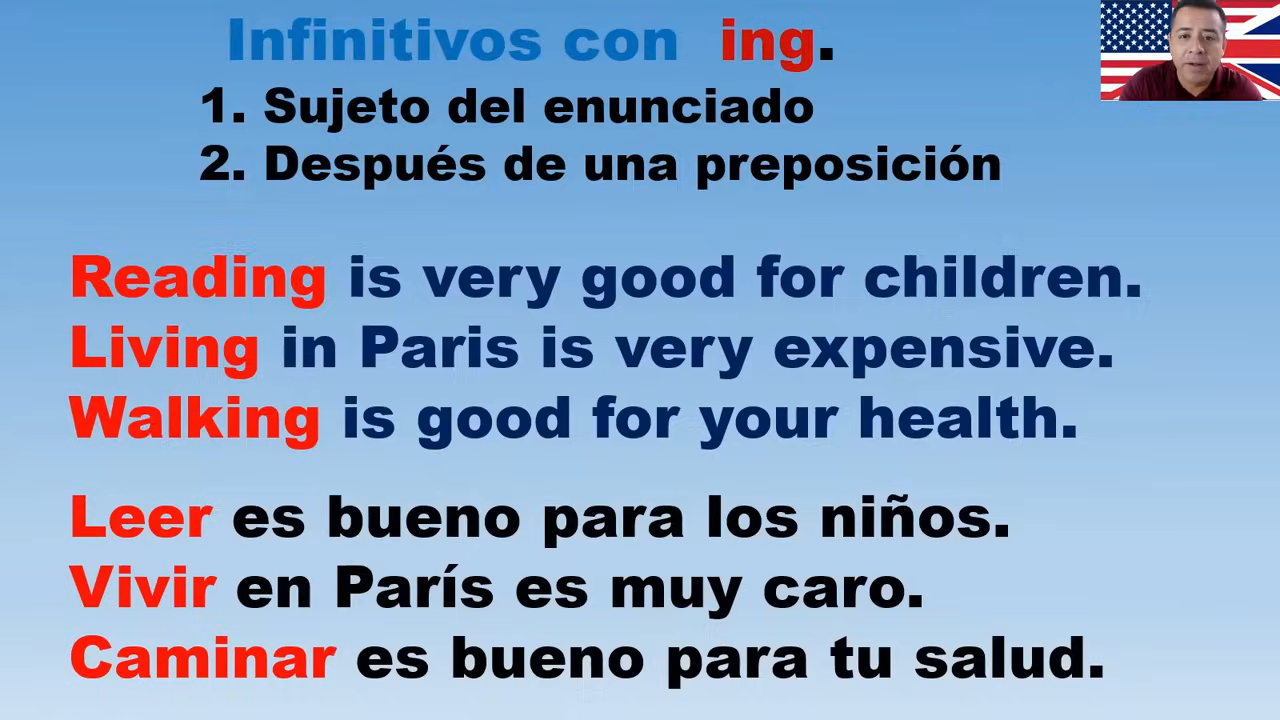 Infinitivos con ing.
1. Sujeto del enunciado
2. Después de una preposición
Reading is very good for children.
Living in Paris is very expensive.
Walking is good for your health.
Leer es bueno para los niños.
Vivir en París es muy caro.
Caminar es bueno para tu salud.